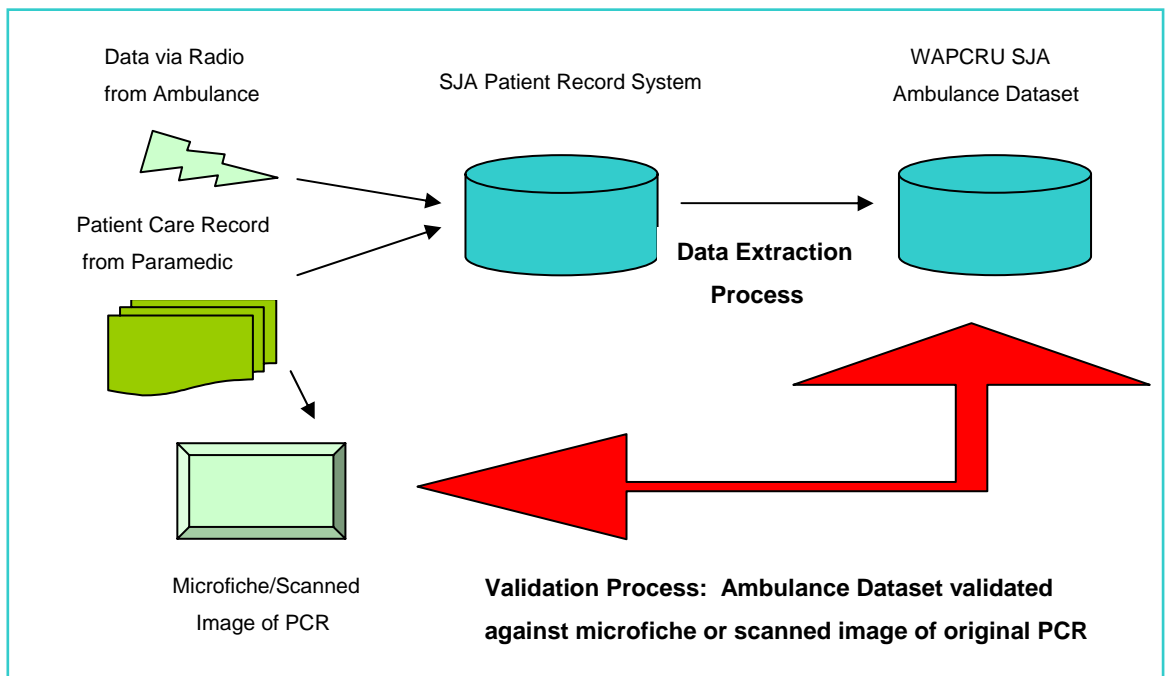 Data via Radio
from Ambulance
SJA Patient Record System
WAPCRU SJA
Ambulance Dataset
Patient Care Record
from Paramedic
Data Extraction
Process
Microfiche/Scanned
Image of PCR
Validation Process: Ambulance Dataset validated
against microfiche or scanned image of original PCR